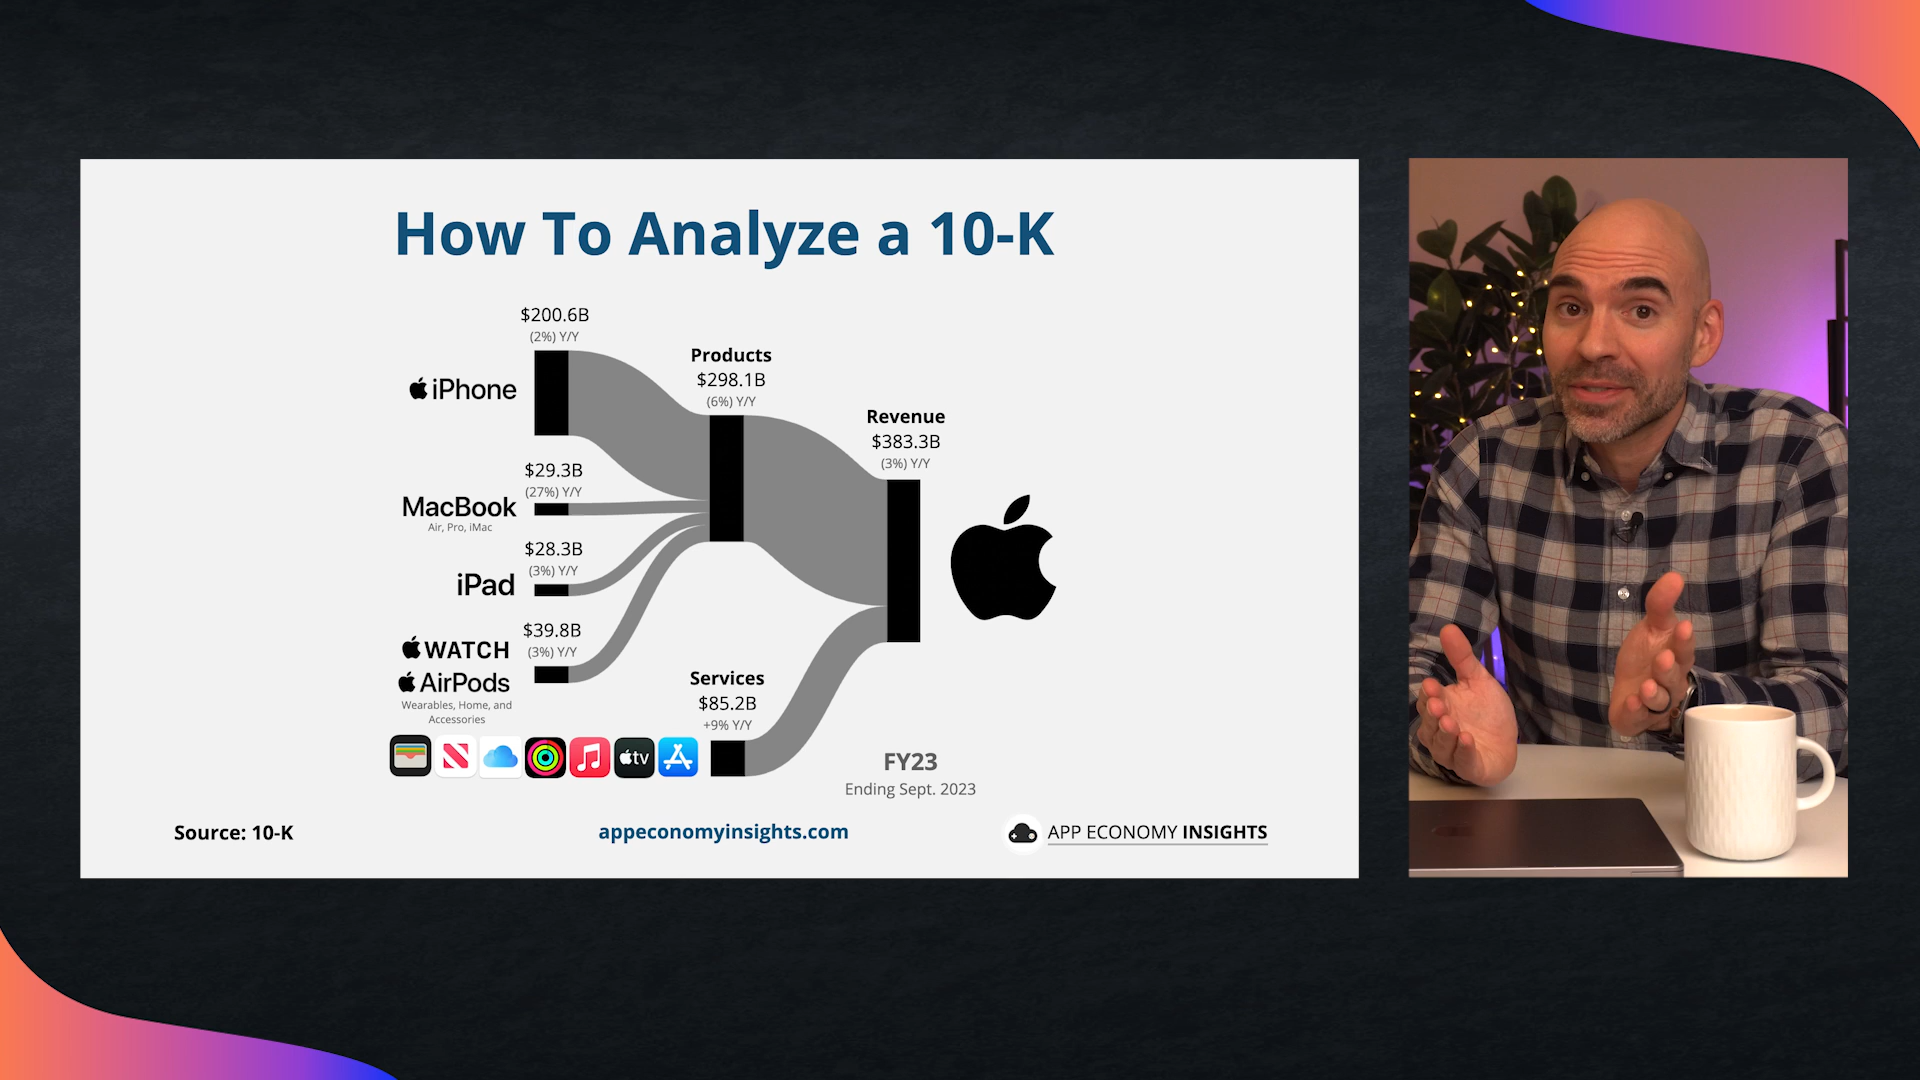 How To Analyze a 10-K
$200.6B
(2%) Y/Y
iPhone
$29.3B
(27%) Y/Y
MacBook
Air, Pro, iMac
$28.3B
(3%) Y/Y
iPad
$39.8B
(3%) Y/Y
WATCH
AirPods
Wearables, Home, and
Accessories
Products
$298.1B
(6%) Y/Y
Services
$85.2B
+9% Y/Y
tv
Revenue
$383.3B
(3%) Y/Y
FY23
Ending Sept. 2023
Source: 10-K
appeconomyinsights.com
APP ECONOMY INSIGHTS